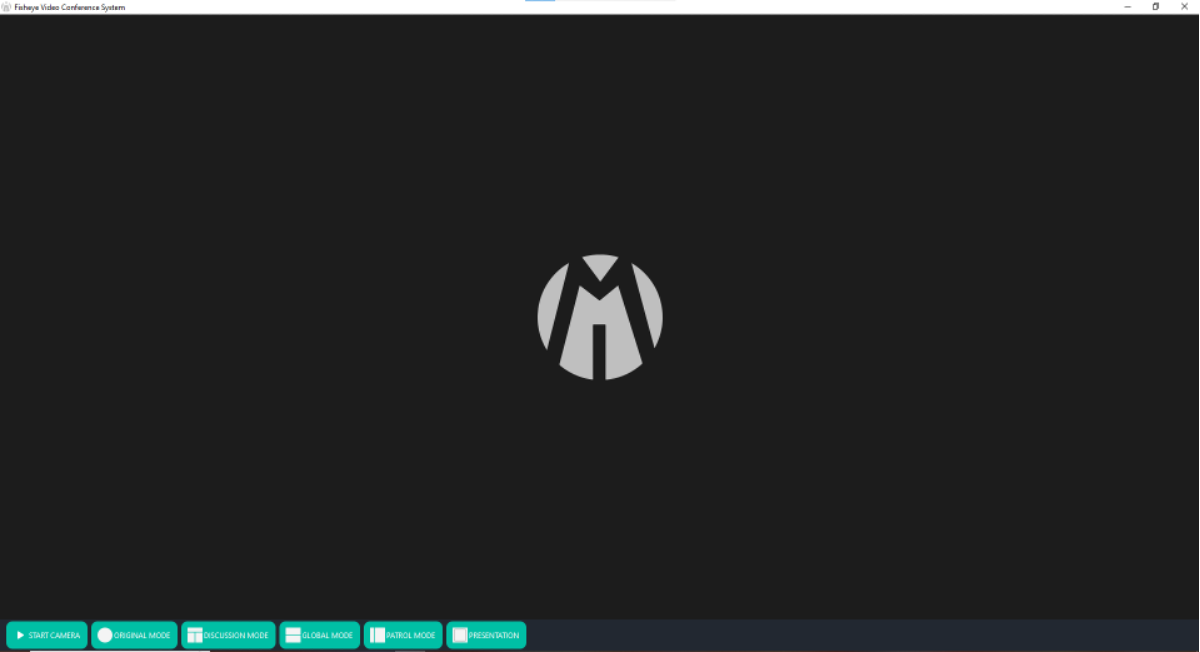 Fisheye Video Conference System
START CAMERA
ORIGINAL MODE
DISCUSSION MODE
GLOBAL MODE
PATROL MODE
PRESENTATION